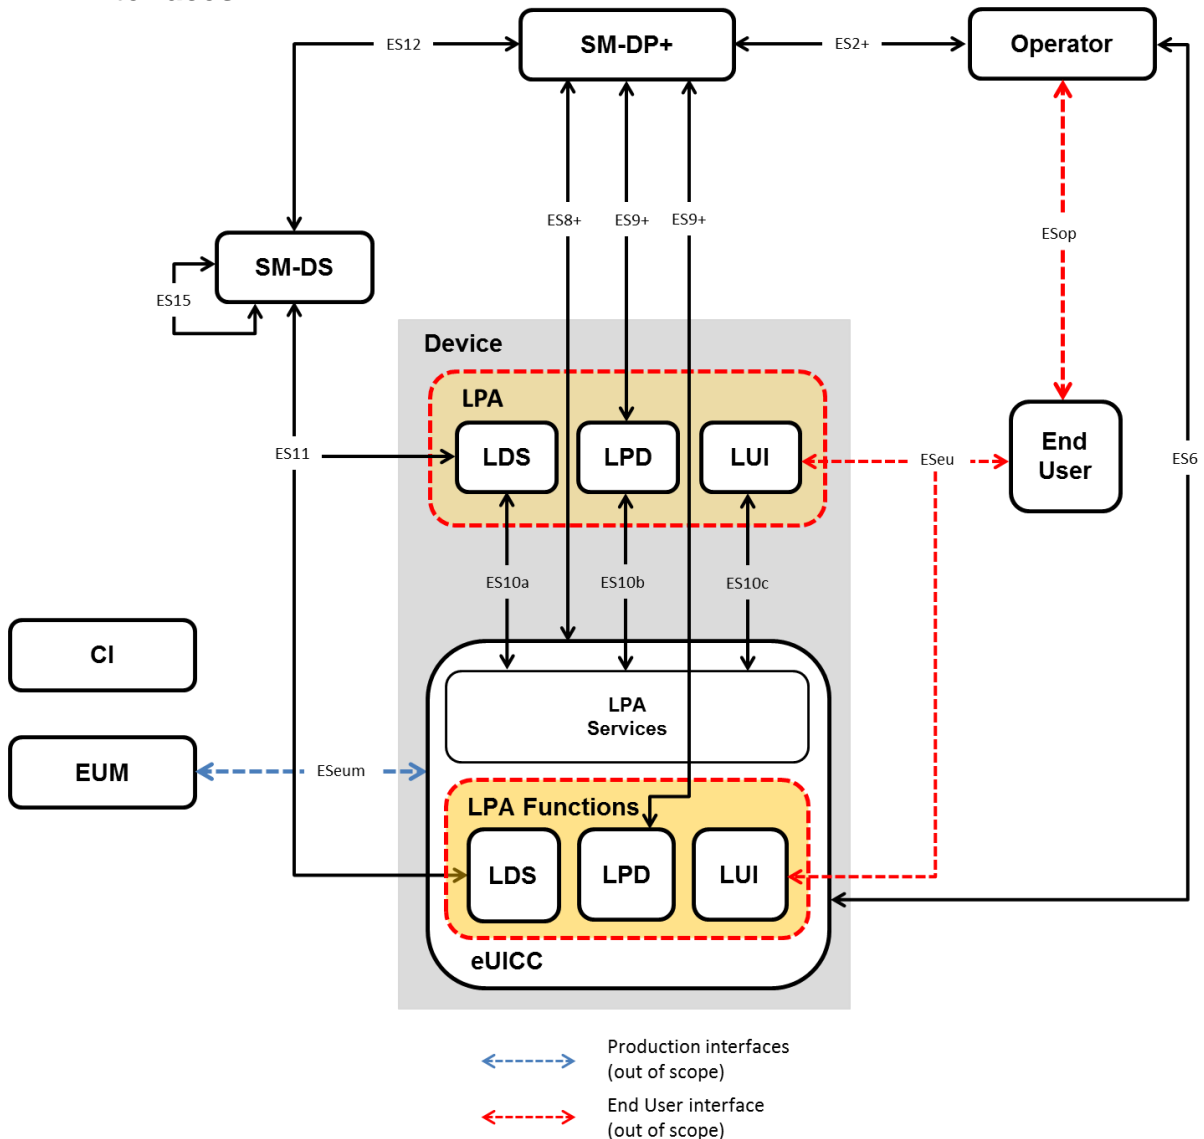 ES12
SM-DP+
ES2+
Operator
ES8+
ES9+
ES9+
ESop
SM-DS
ES15
Device
LPA
LDS
LPD
LUI
ES11
ESeu
End
User
ES6
ES10a
ES10b
ES10c
CI
LPA
Services
EUM
ESeum
LPA Functions
LDS
LPD
LUI
eUICC
Production interfaces
(out of scope)
End User interface
(out of scope)